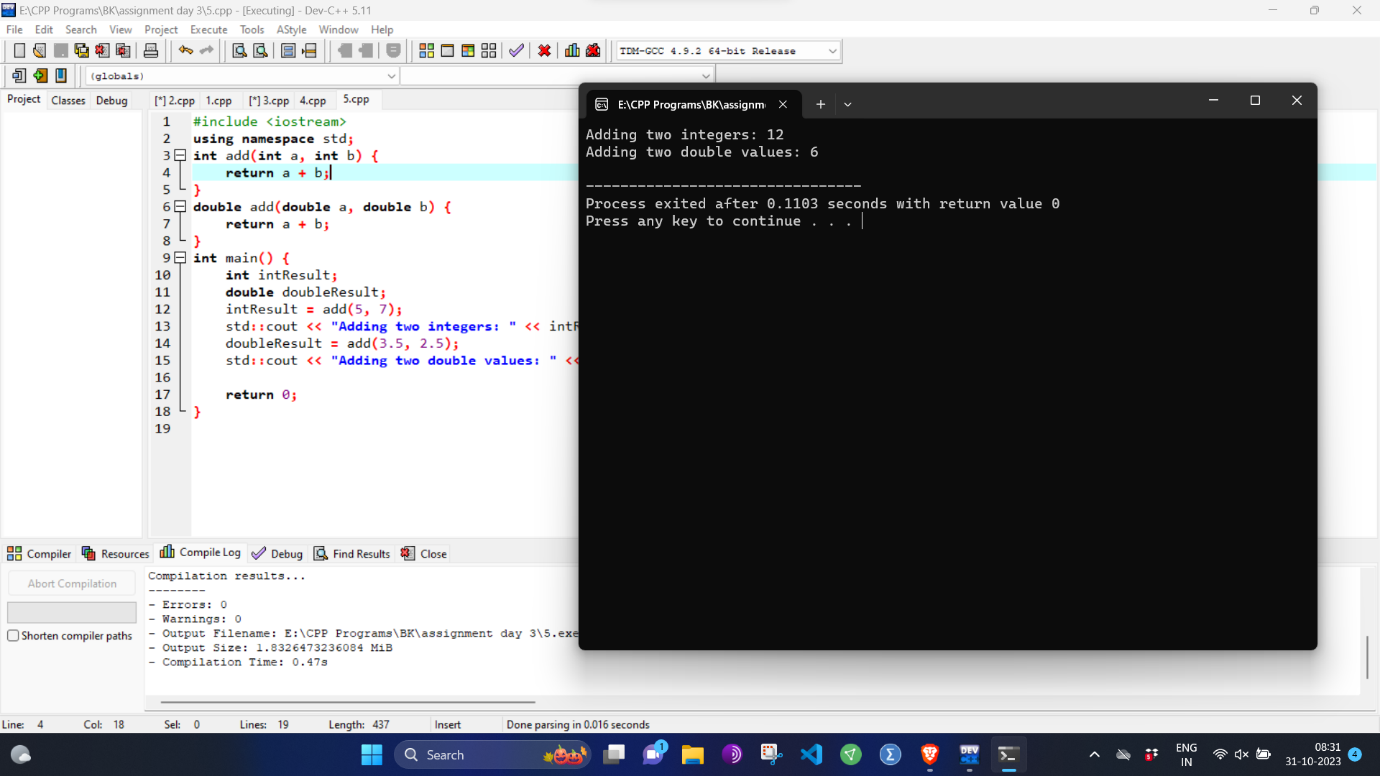 E:\CPP Programs\BK\assignment day 3\5.cpp - [Executing] - Dev-C++ 5.11
File Edit Search View Project Execute Tools AStyle Window Help
TDM-GCC 4.9.2 64-bit Release
(globals)
Project Classes Debug
[*] 2.cpp 1.cpp [*] 3.cpp 4.cpp 5.cpp
1 #include <iostream>
2 using namespace std;
3 int add(int a, int b) {
4 return a + b;
5 }
6 double add(double a, double b) {
7 return a + b;
8 }
9 int main() {
10 int intResult;
11 double doubleResult;
12 intResult = add(5, 7);
13 std::cout << "Adding two integers: " << intR
14 doubleResult = add(3.5, 2.5);
15 std::cout << "Adding two double values: " <<
16
17 return 0;
18 }
19
E:\CPP Programs\BK\assignm
Adding two integers: 12
Adding two double values: 6
--------------------------------
Process exited after 0.1103 seconds with return value 0
Press any key to continue . . .
Compiler Resources Compile Log Debug Find Results Close
Abort Compilation
Shorten compiler paths
Compilation results...
--------
- Errors: 0
- Warnings: 0
- Output Filename: E:\CPP Programs\BK\assignment day 3\5.exe
- Output Size: 1.8326473236084 MiB
- Compilation Time: 0.47s
Line: 4 Col: 18 Sel: 0 Lines: 19 Length: 437 Insert Done parsing in 0.016 seconds
Search
1
DEV
ENG
IN
08:31
31-10-2023
4